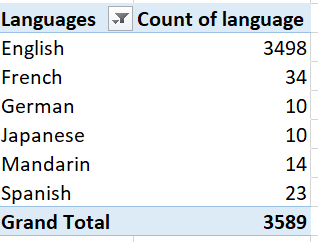 Languages Count of language
English 3498
French 34
German 10
Japanese 10
Mandarin 14
Spanish 23
Grand Total 3589